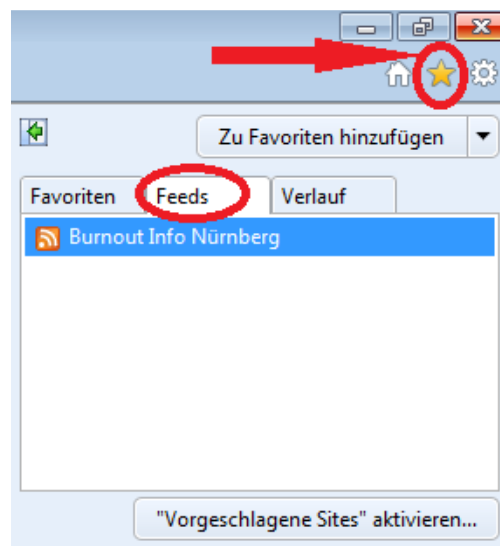 Zu Favoriten hinzufügen
Favoriten Feeds Verlauf
Burnout Info Nürnberg
"Vorgeschlagene Sites" aktivieren...